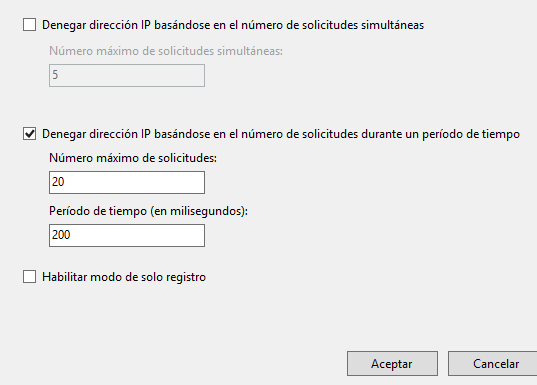 Denegar dirección IP basándose en el número de solicitudes simultáneas
Número máximo de solicitudes simultáneas:
5
Denegar dirección IP basándose en el número de solicitudes durante un período de tiempo
Número máximo de solicitudes:
20
Período de tiempo (en milisegundos):
200
Habilitar modo de solo registro
Aceptar
Cancelar